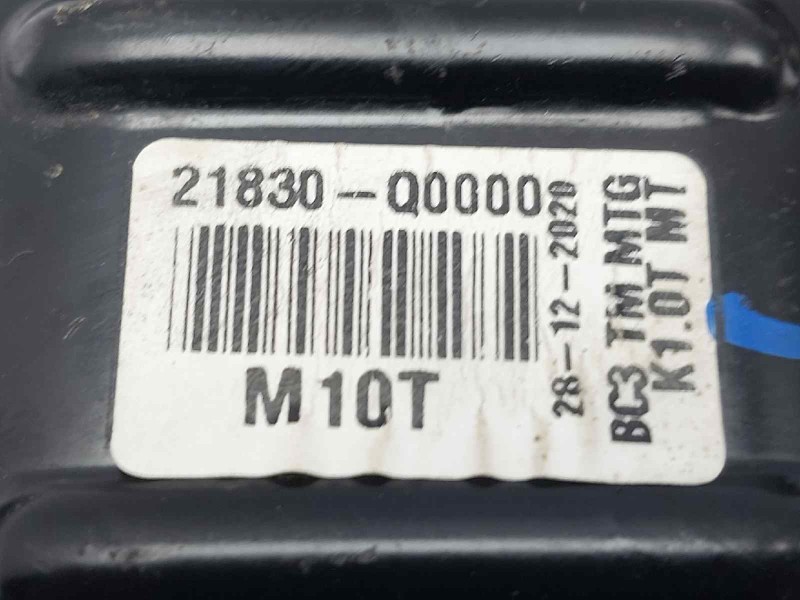 21830-Q0000
M10T
28-12-2020
BC3 TM MTG
K1.0T MT